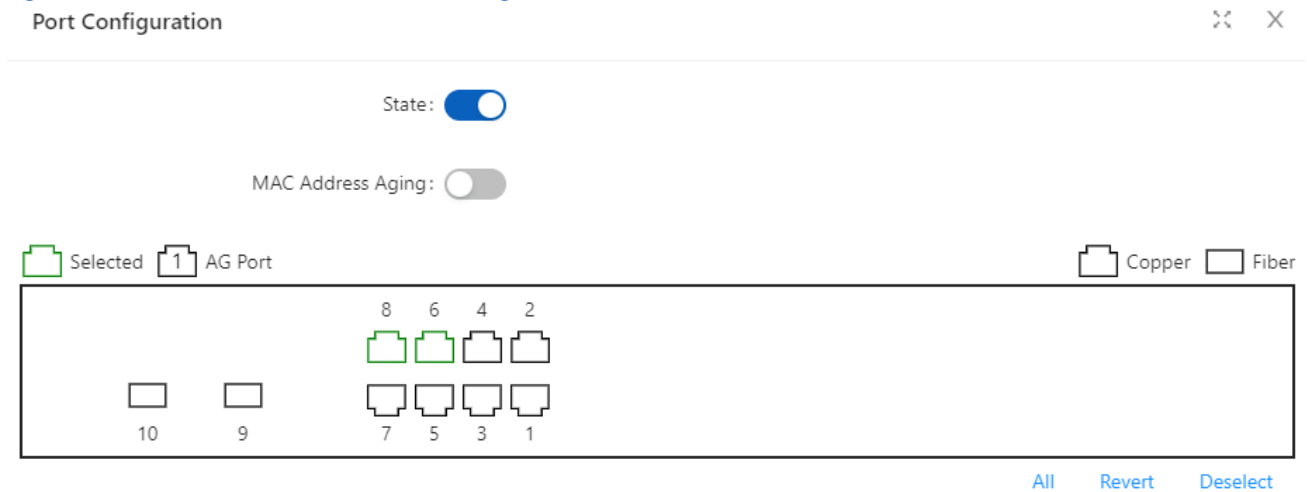 Port Configuration
State:
MAC Address Aging:
Selected 1 AG Port Copper Fiber
8 6 4 2
10 9 7 5 3 1
All Revert Deselect